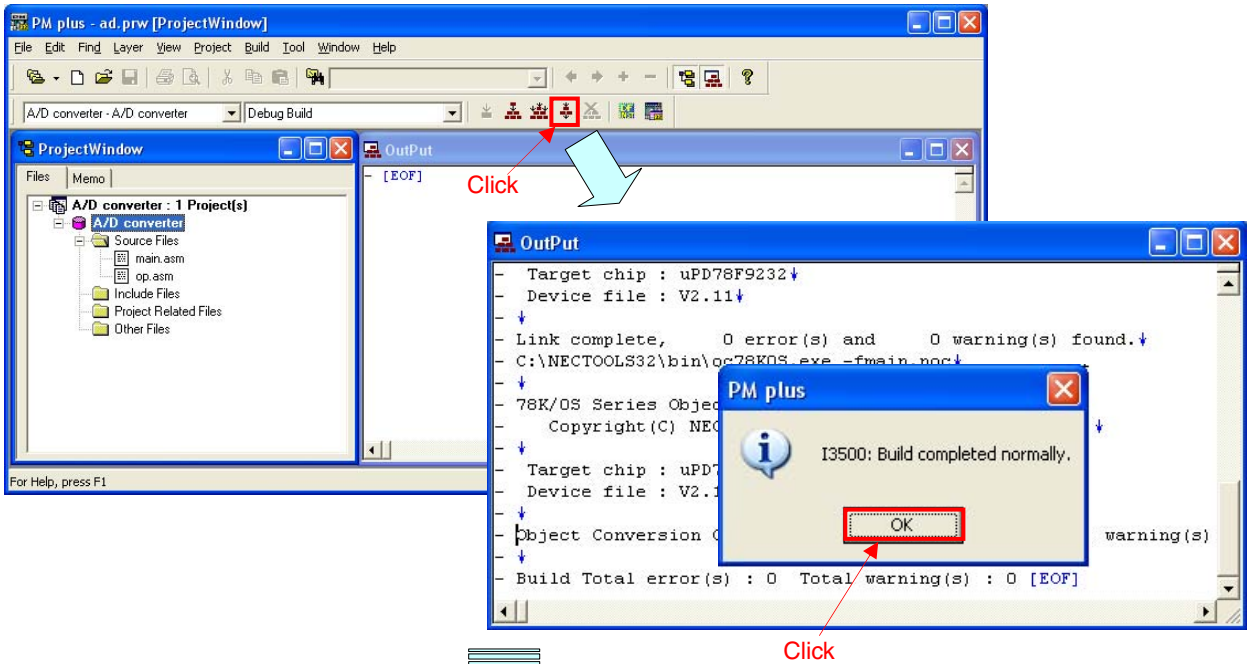 PM plus - ad.prw [ProjectWindow]
File Edit Find Layer View Project Build Tool Window Help
A/D converter - A/D converter Debug Build
ProjectWindow
Files Memo
A/D converter : 1 Project(s)
A/D converter
Source Files
main.asm
op.asm
Include Files
Project Related Files
Other Files
For Help, press F1
OutPut
- [EOF]
Click
OutPut
- Target chip : uPD78F9232↓
- Device file : V2.11↓
- ↓
- Link complete, 0 error(s) and 0 warning(s) found.↓
- C:\NECTOOLS32\bin\oc78K0S.exe -fmain.noc↓
- ↓
- 78K/0S Series Objec
- Copyright(C) NEC ↓
- ↓
- Target chip : uPD7
- Device file : V2.1
- ↓
- Object Conversion C warning(s)
- ↓
- Build Total error(s) : 0 Total warning(s) : 0 [EOF]
PM plus
I3500: Build completed normally.
OK
Click